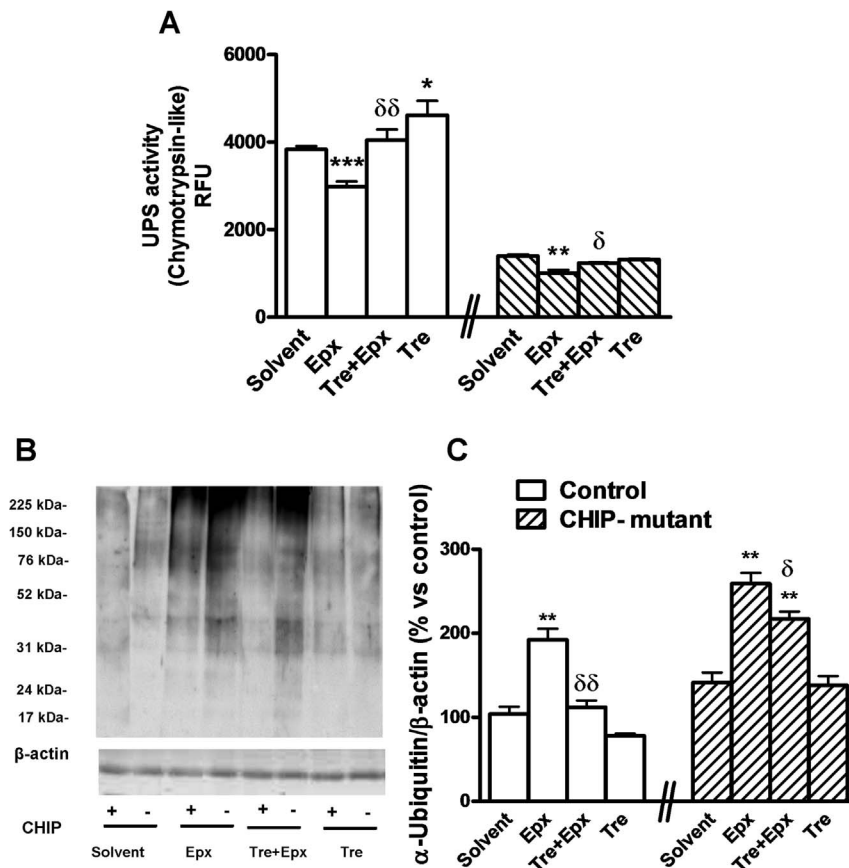 A
UPS activity
(Chymotrypsin-like)
RFU
6000
4000
2000
0
***
δδ
*
**
δ
Solvent
Epx
Tre+Epx
Tre
Solvent
Epx
Tre+Epx
Tre
B
225 kDa-
150 kDa-
76 kDa-
52 kDa-
31 kDa-
24 kDa-
17 kDa-
β-actin
CHIP
+ - + - + - + -
Solvent Epx Tre+Epx Tre
C
Control
CHIP- mutant
α-Ubiquitin/β-actin (% vs control)
300
200
100
0
**
δδ
**
δ
**
Solvent
Epx
Tre+Epx
Tre
Solvent
Epx
Tre+Epx
Tre